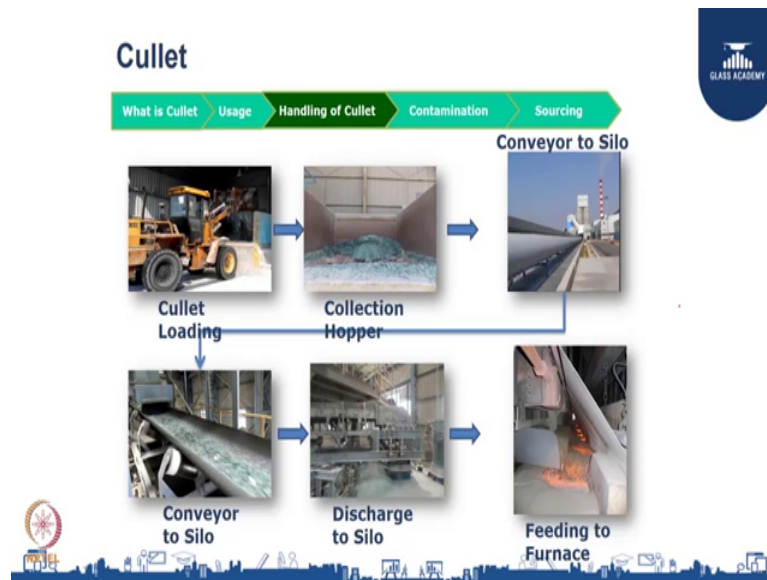 Cullet
GLASS ACADEMY
What is Cullet
Usage
Handling of Cullet
Contamination
Sourcing
Conveyor to Silo
Cullet
Loading
Collection
Hopper
Conveyor
to Silo
Discharge
to Silo
Feeding to
Furnace
NPTEL